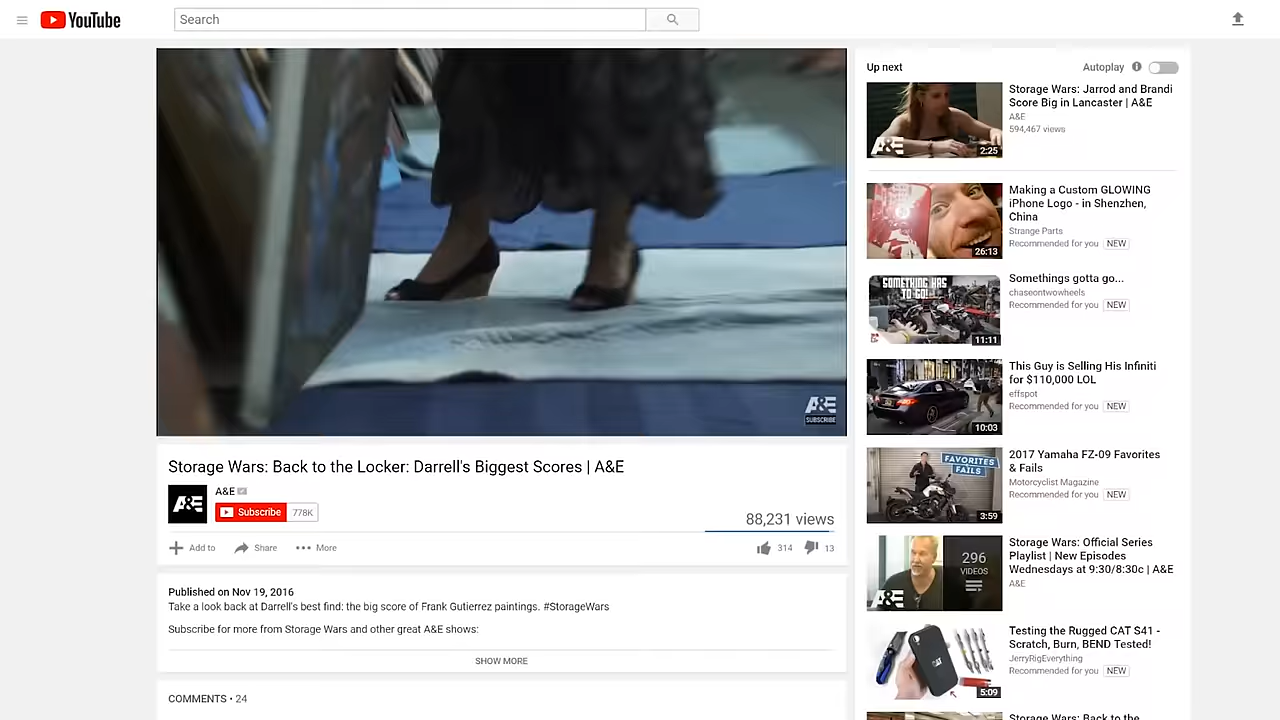 YouTube
Search
Up next
Autoplay
Storage Wars: Jarrod and Brandi
Score Big in Lancaster | A&E
A&E
594,467 views
A&E
2:25
Making a Custom GLOWING
iPhone Logo - in Shenzhen,
China
Strange Parts
Recommended for you NEW
26:13
Somethings gotta go...
chaseontwowheels
Recommended for you NEW
SOMETHING HAS
TO GO!
11:11
This Guy is Selling His Infiniti
for $110,000 LOL
effspot
Recommended for you NEW
10:03
A&E
SUBSCRIBE
Storage Wars: Back to the Locker: Darrell's Biggest Scores | A&E
A&E
A&E
Subscribe 778K
88,231 views
Add to Share More
314 13
Published on Nov 19, 2016
Take a look back at Darrell's best find: the big score of Frank Gutierrez paintings. #StorageWars
Subscribe for more from Storage Wars and other great A&E shows:
SHOW MORE
COMMENTS • 24
2017 Yamaha FZ-09 Favorites
& Fails
Motorcyclist Magazine
Recommended for you NEW
FAVORITES
FAILS
3:59
Storage Wars: Official Series
Playlist | New Episodes
Wednesdays at 9:30/8:30c | A&E
A&E
296
VIDEOS
A&E
Testing the Rugged CAT S41 -
Scratch, Burn, BEND Tested!
JerryRigEverything
Recommended for you NEW
CAT
5:09
Storage Wars: Back to the